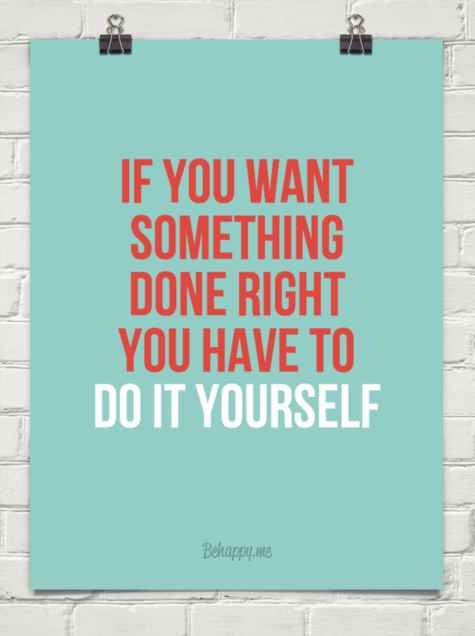 IF YOU WANT
SOMETHING
DONE RIGHT
YOU HAVE TO
DO IT YOURSELF
Behappy.me